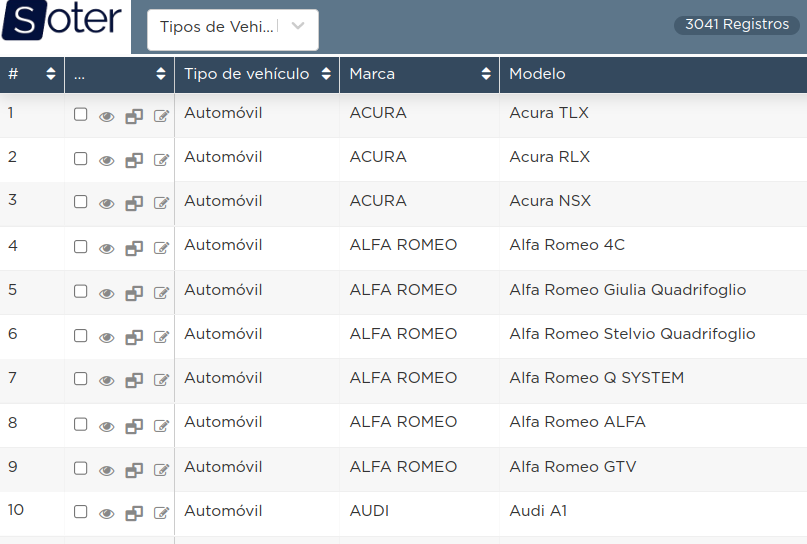 Soter
Tipos de Vehi...
3041 Registros
# ... Tipo de vehículo Marca Modelo
1 Automóvil ACURA Acura TLX
2 Automóvil ACURA Acura RLX
3 Automóvil ACURA Acura NSX
4 Automóvil ALFA ROMEO Alfa Romeo 4C
5 Automóvil ALFA ROMEO Alfa Romeo Giulia Quadrifoglio
6 Automóvil ALFA ROMEO Alfa Romeo Stelvio Quadrifoglio
7 Automóvil ALFA ROMEO Alfa Romeo Q SYSTEM
8 Automóvil ALFA ROMEO Alfa Romeo ALFA
9 Automóvil ALFA ROMEO Alfa Romeo GTV
10 Automóvil AUDI Audi A1